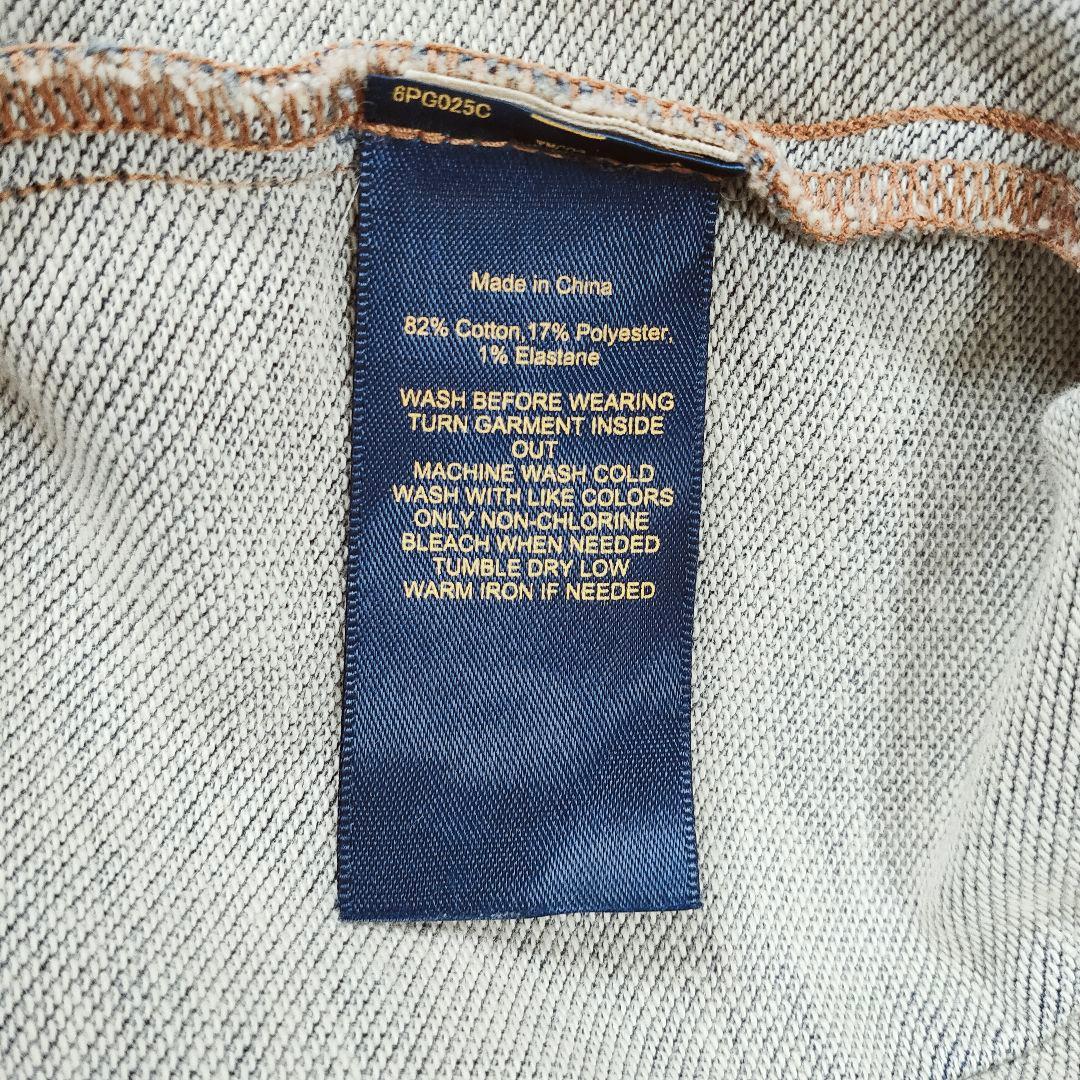 6PG025C
Made in China
82% Cotton,17% Polyester,
1% Elastane
WASH BEFORE WEARING
TURN GARMENT INSIDE
OUT
MACHINE WASH COLD
WASH WITH LIKE COLORS
ONLY NON-CHLORINE
BLEACH WHEN NEEDED
TUMBLE DRY LOW
WARM IRON IF NEEDED